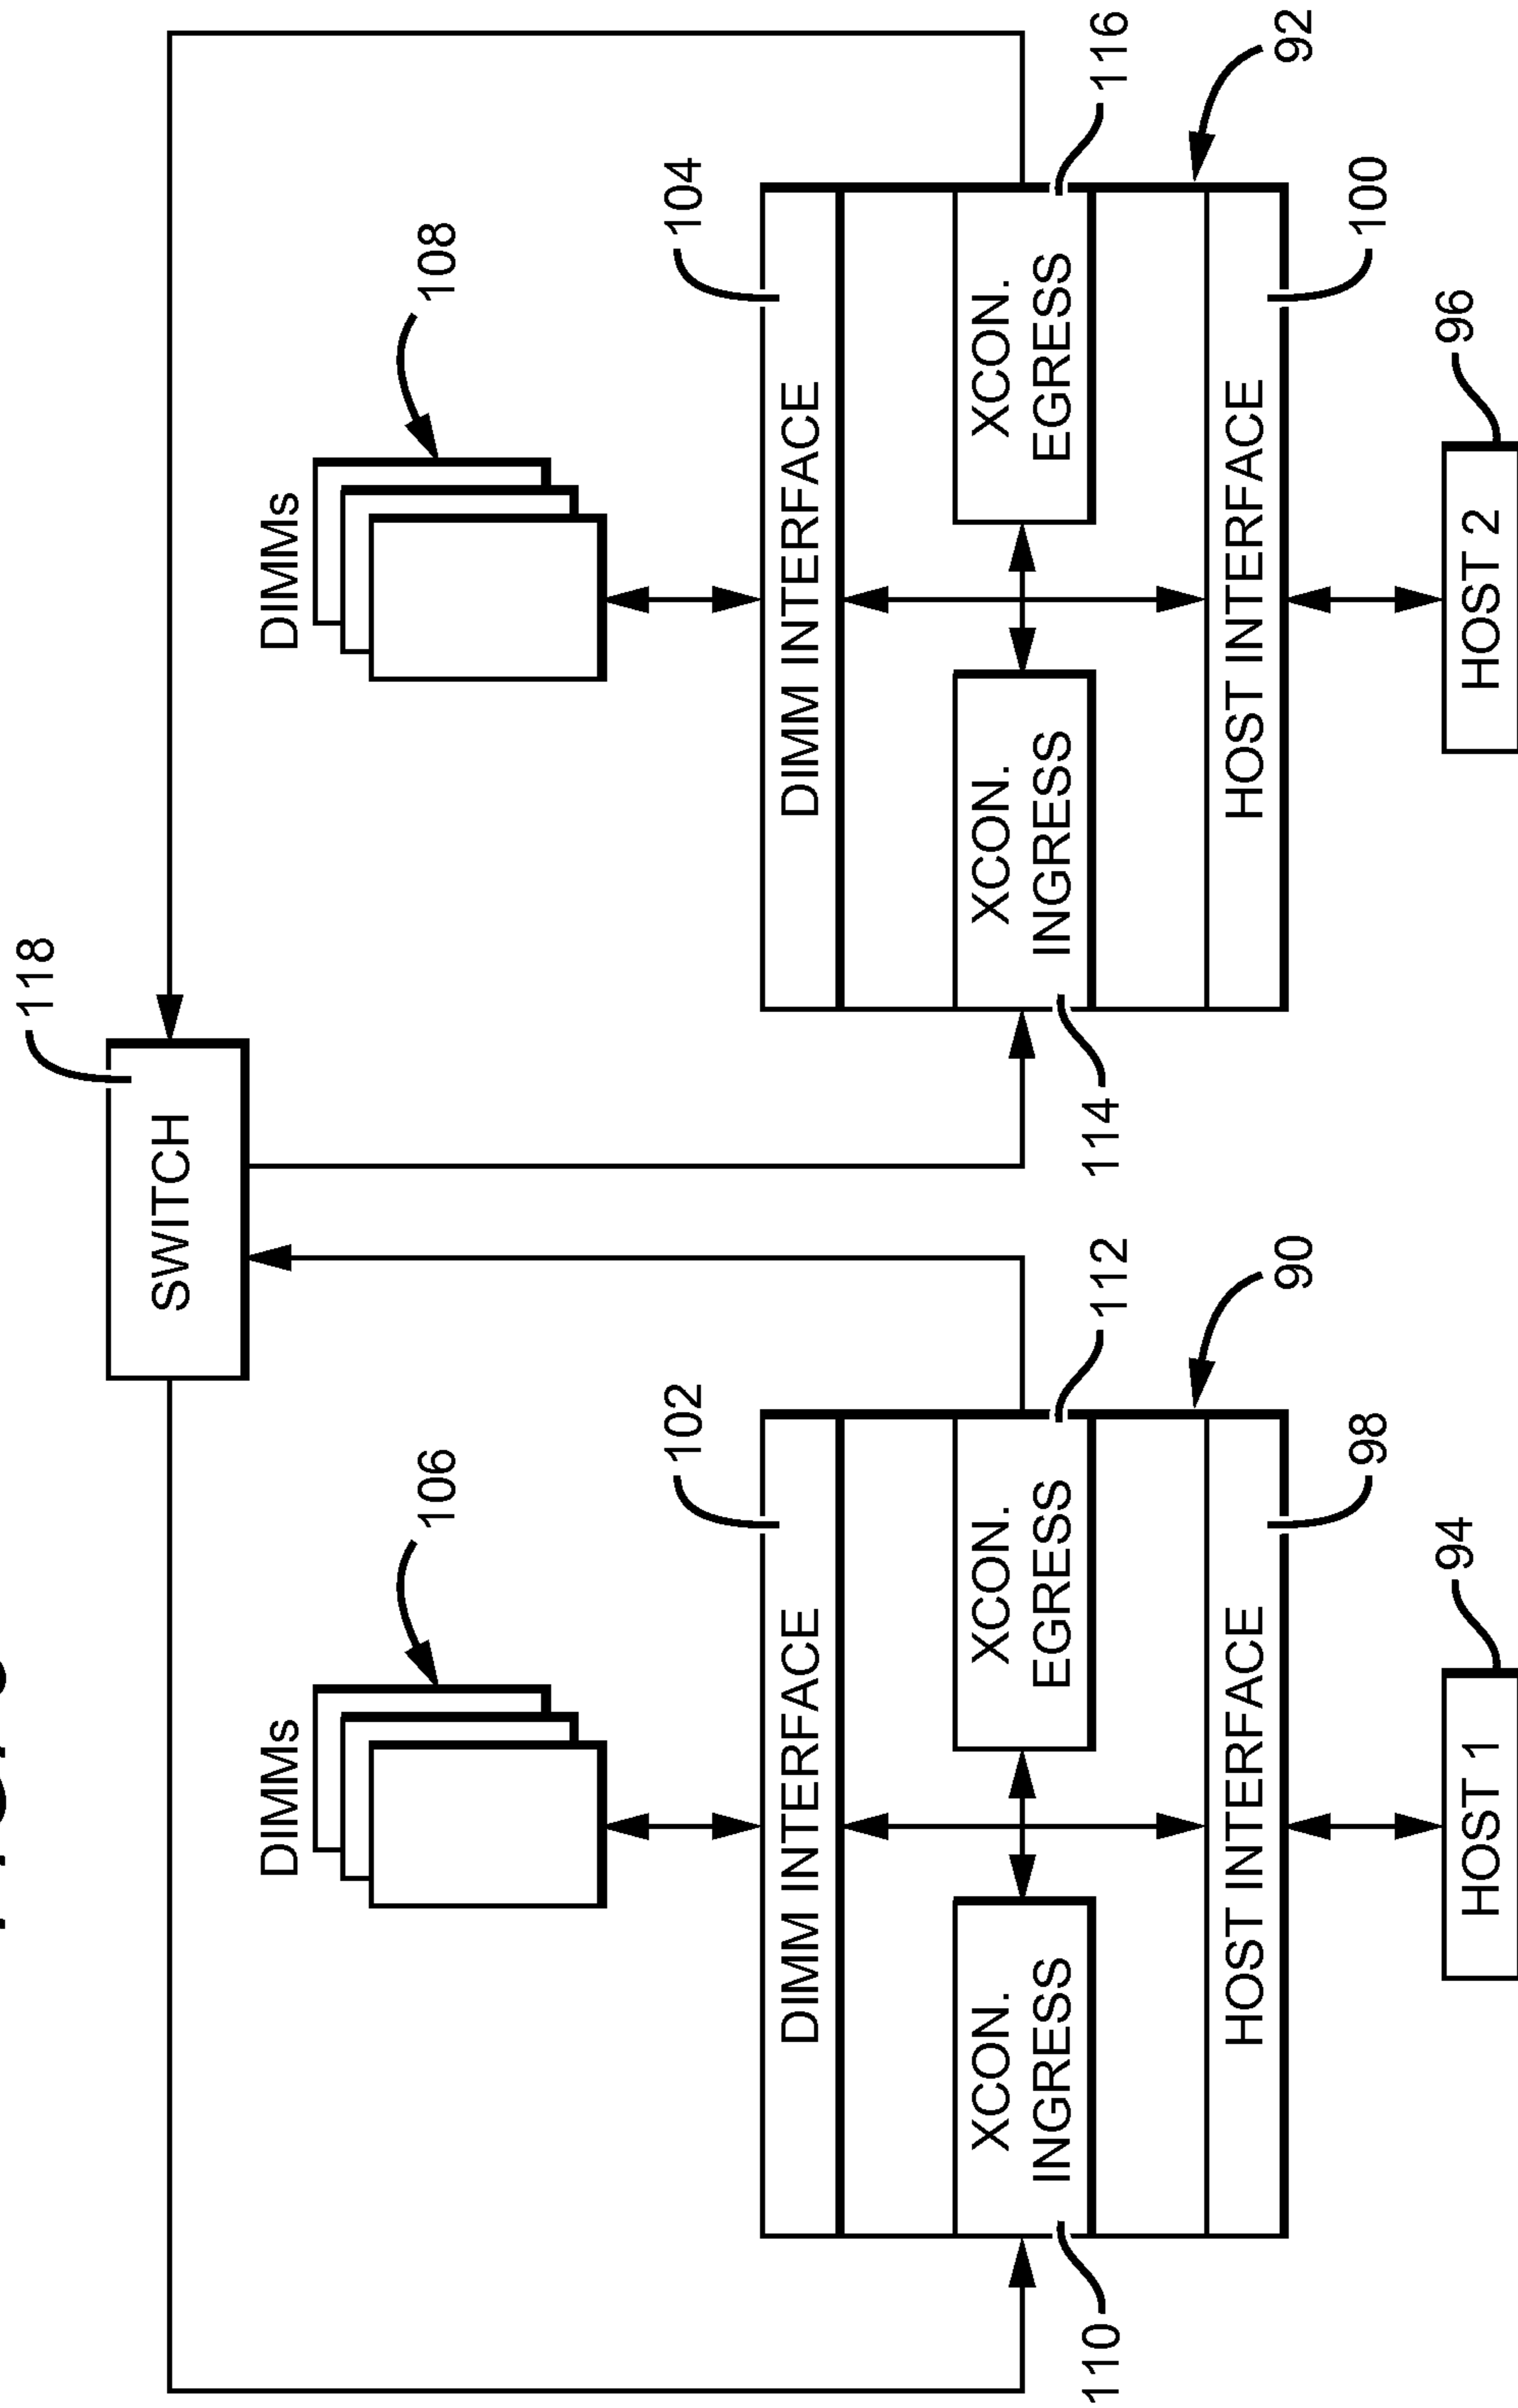 118
SWITCH
DIMMs
106
DIMMs
108
102
104
DIMM INTERFACE
DIMM INTERFACE
XCON.
INGRESS
XCON.
EGRESS
XCON.
INGRESS
XCON.
EGRESS
110
112
114
116
HOST INTERFACE
HOST INTERFACE
90
92
98
100
94
96
HOST 1
HOST 2